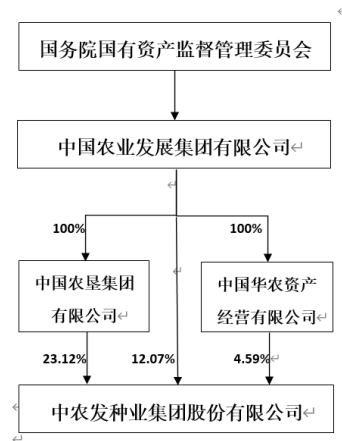 国务院国有资产监督管理委员会
中国农业发展集团有限公司
100%
100%
中国农垦集团
有限公司
中国华农资产
经营有限公司
23.12%
12.07%
4.59%
中农发种业集团股份有限公司